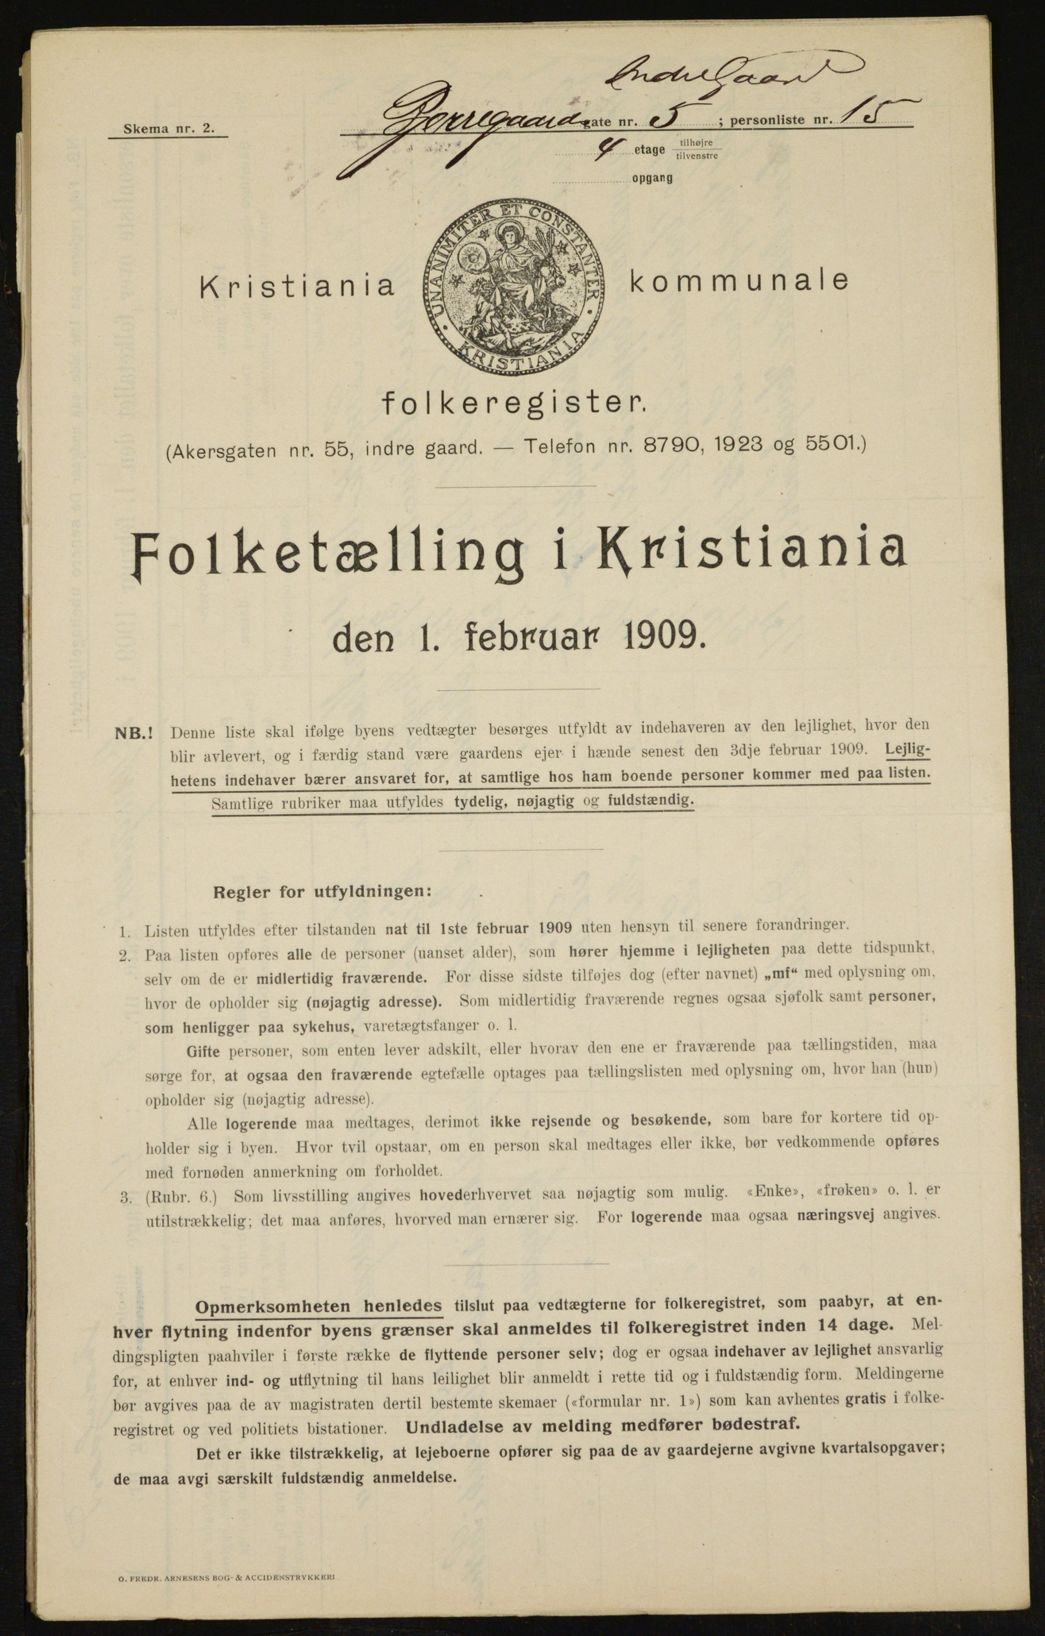 Indre Gaard
Skema nr. 2.
Bjerregaards gate nr. 5 ; personliste nr. 15
4 etage tilhøjre
tilvenstre
opgang
UNANIMITER ET CONSTANTER
KRISTIANIA
Kristiania kommunale
folkeregister.
(Akersgaten nr. 55, indre gaard. — Telefon nr. 8790, 1923 og 5501.)
Folketælling i Kristiania
den 1. februar 1909.
NB.! Denne liste skal ifølge byens vedtægter besørges utfyldt av indehaveren av den lejlighet, hvor den
blir avlevert, og i færdig stand være gaardens ejer i hænde senest den 3dje februar 1909. Lejlig-
hetens indehaver bærer ansvaret for, at samtlige hos ham boende personer kommer med paa listen.
Samtlige rubriker maa utfyldes tydelig, nøjagtig og fuldstændig.
Regler for utfyldningen:
1. Listen utfyldes efter tilstanden nat til 1ste februar 1909 uten hensyn til senere forandringer.
2. Paa listen opføres alle de personer (uanset alder), som hører hjemme i lejligheten paa dette tidspunkt,
selv om de er midlertidig fraværende. For disse sidste tilføjes dog (efter navnet) „mf“ med oplysning om,
hvor de opholder sig (nøjagtig adresse). Som midlertidig fraværende regnes ogsaa sjøfolk samt personer,
som henligger paa sykehus, varetægtsfanger o. l.
Gifte personer, som enten lever adskilt, eller hvorav den ene er fraværende paa tællingstiden, maa
sørge for, at ogsaa den fraværende egtefælle optages paa tællingslisten med oplysning om, hvor han (hun)
opholder sig (nøjagtig adresse).
Alle logerende maa medtages, derimot ikke rejsende og besøkende, som bare for kortere tid op-
holder sig i byen. Hvor tvil opstaar, om en person skal medtages eller ikke, bør vedkommende opføres
med fornøden anmerkning om forholdet.
3. (Rubr. 6.) Som livsstilling angives hovederhvervet saa nøjagtig som mulig. «Enke», «frøken» o. l. er
utilstrækkelig; det maa anføres, hvorved man ernærer sig. For logerende maa ogsaa næringsvej angives.
Opmerksomheten henledes tilslut paa vedtægterne for folkeregistret, som paabyr, at en-
hver flytning indenfor byens grænser skal anmeldes til folkeregistret inden 14 dage. Mel-
dingspligten paahviler i første række de flyttende personer selv; dog er ogsaa indehaver av lejlighet ansvarlig
for, at enhver ind- og utflytning til hans leilighet blir anmeldt i rette tid og i fuldstændig form. Meldingerne
bør avgives paa de av magistraten dertil bestemte skemaer («formular nr. 1») som kan avhentes gratis i folke-
registret og ved politiets bistationer. Undladelse av melding medfører bødestraf.
Det er ikke tilstrækkelig, at lejeboerne opfører sig paa de av gaardejerne avgivne kvartalsopgaver;
de maa avgi særskilt fuldstændig anmeldelse.
O. FREDR. ARNESENS BOG- & ACCIDENSTRYKKERI